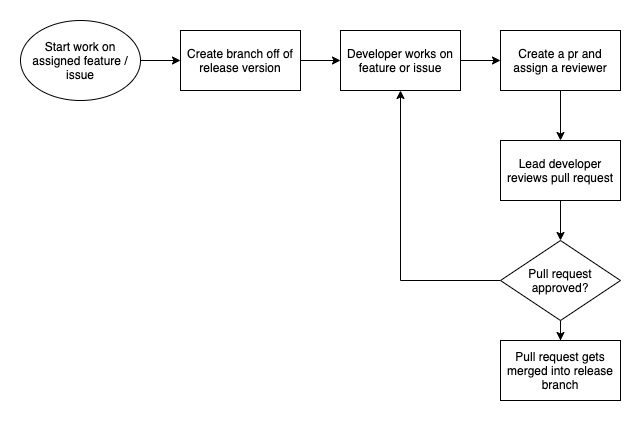 Start work on
assigned feature /
issue
Create branch off of
release version
Developer works on
feature or issue
Create a pr and
assign a reviewer
Lead developer
reviews pull request
Pull request
approved?
Pull request gets
merged into release
branch